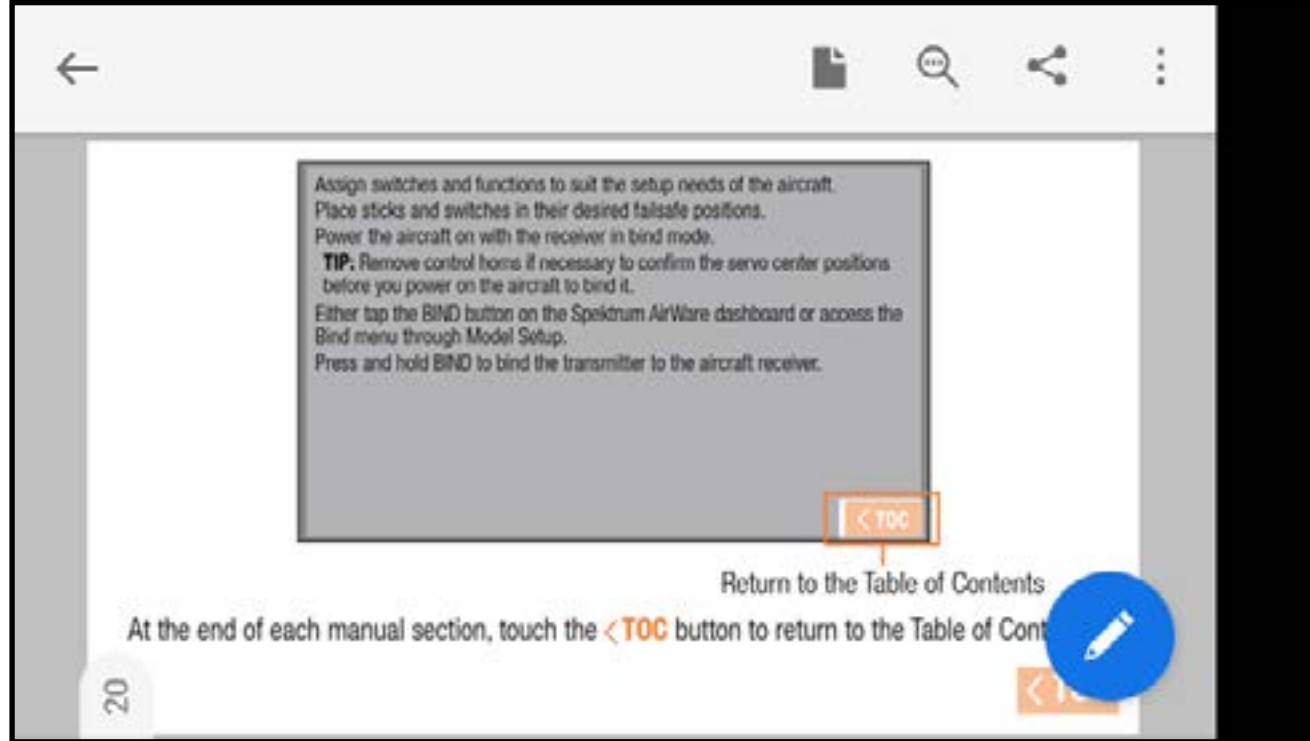 Assign switches and functions to suit the setup needs of the aircraft.
Place sticks and switches in their desired failsafe positions.
Power the aircraft on with the receiver in bind mode.
TIP: Remove control horns if necessary to confirm the servo center positions
before you power on the aircraft to bind it.
Either tap the BIND button on the Spektrum AirWare dashboard or access the
Bind menu through Model Setup.
Press and hold BIND to bind the transmitter to the aircraft receiver.
< TOC
Return to the Table of Contents
At the end of each manual section, touch the < TOC button to return to the Table of Cont
20